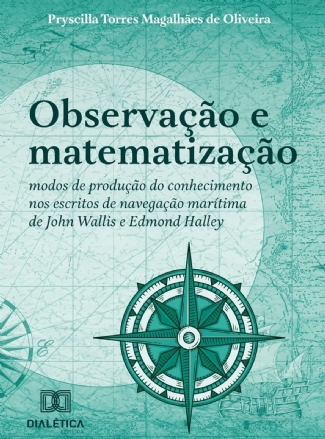 Pryscilla Torres Magalhães de Oliveira
Observação e
matematização
modos de produção do conhecimento
nos escritos de navegação marítima
de John Wallis e Edmond Halley
E
DIALÉTICA